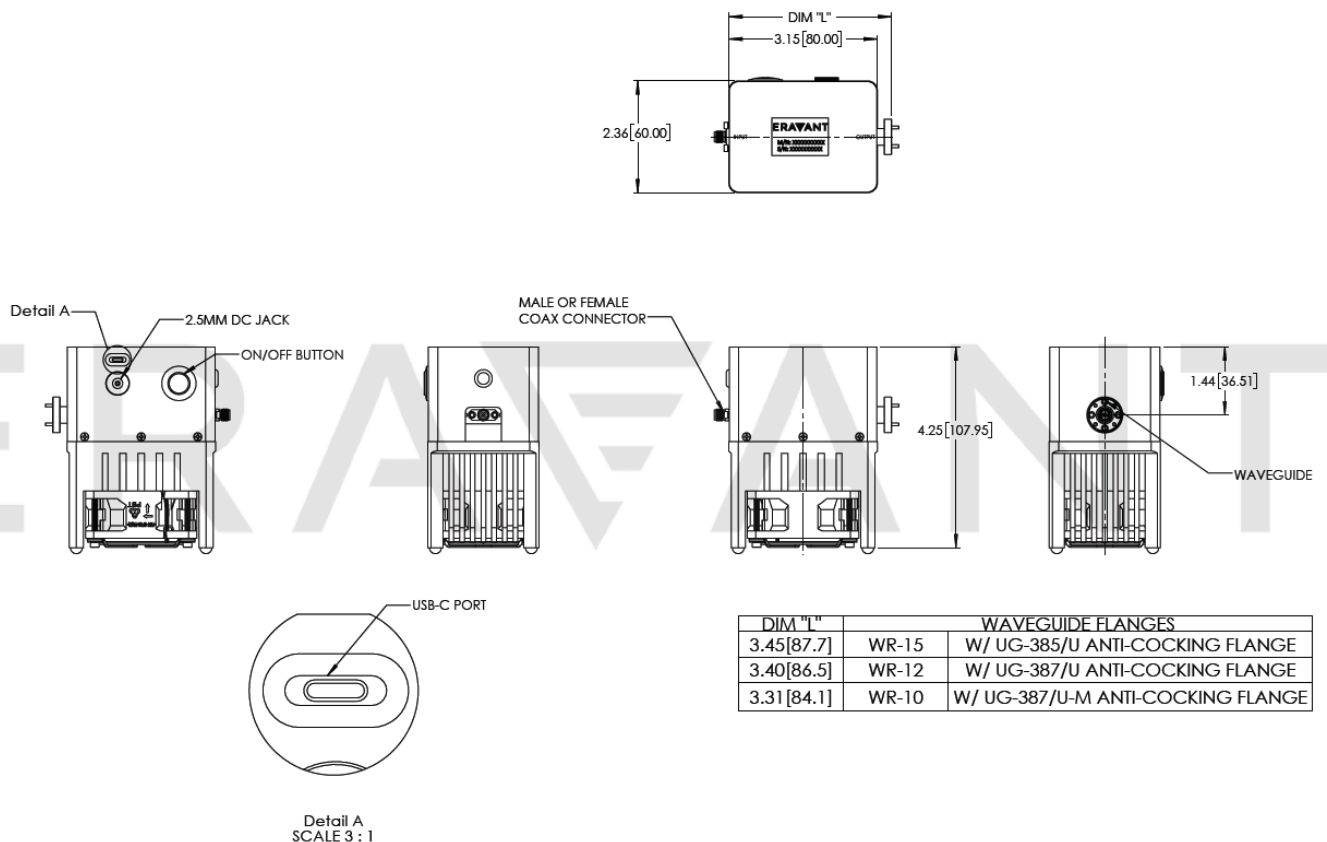 DIM "L"
3.15[80.00]
2.36[60.00]
ERAVANT
M/N: XXXXXXXXXX
S/N: XXXXXXXXXX
INPUT
OUTPUT
Detail A
2.5MM DC JACK
ON/OFF BUTTON
MALE OR FEMALE
COAX CONNECTOR
4.25[107.95]
1.44[36.51]
WAVEGUIDE
ERAVANT
USB-C PORT
Detail A
SCALE 3 : 1
DIM "L" WAVEGUIDE FLANGES
3.45[87.7] WR-15 W/ UG-385/U ANTI-COCKING FLANGE
3.40[86.5] WR-12 W/ UG-387/U ANTI-COCKING FLANGE
3.31[84.1] WR-10 W/ UG-387/U-M ANTI-COCKING FLANGE